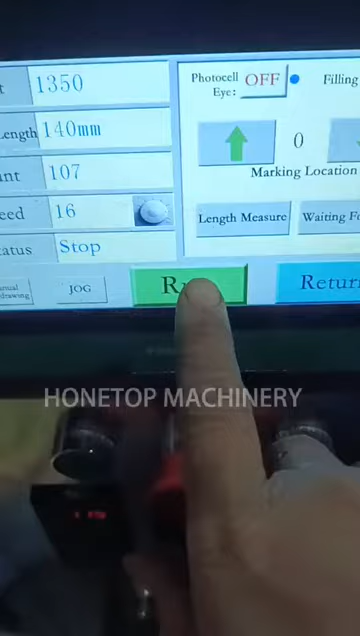 1350
Length 140mm
107
16
Stop
JOG
Photocell Eye: OFF
Filling
0
Marking Location
Length Measure
Waiting
HONETOP MACHINERY